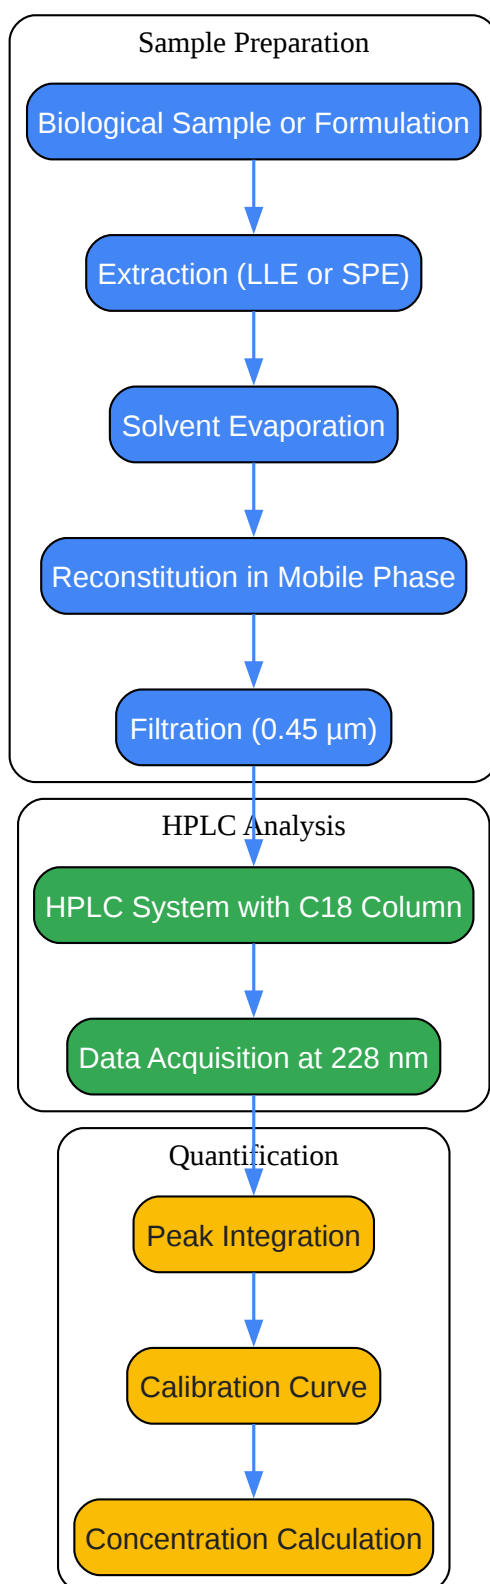 Sample Preparation
Biological Sample or Formulation
Extraction (LLE or SPE)
Solvent Evaporation
Reconstitution in Mobile Phase
Filtration (0.45 µm)
HPLC Analysis
HPLC System with C18 Column
Data Acquisition at 228 nm
Quantification
Peak Integration
Calibration Curve
Concentration Calculation